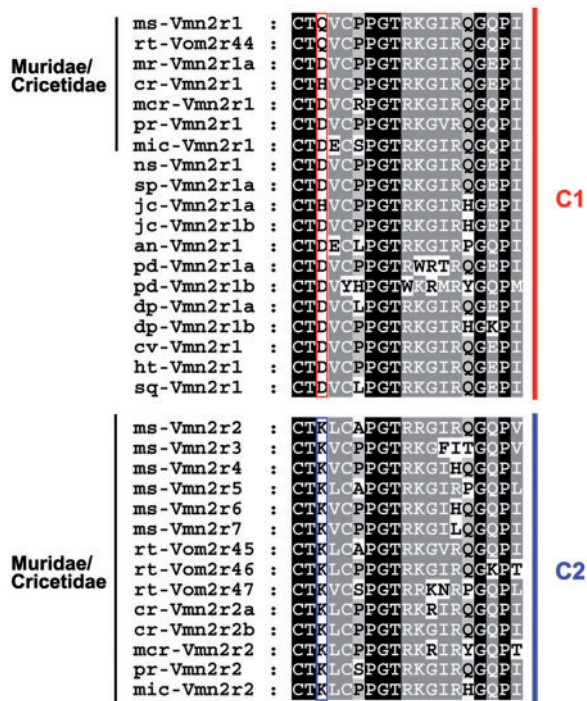 ms-Vmn2r1 : CTQVCPPGTRKGIRQGQPI
rt-Vom2r44 : CTQVCPPGTRKGIRQGEPI
Muridae/
Cricetidae
mr-Vmn2r1a : CTDVCPPGTRKGIRQGEPI
cr-Vmn2r1 : CTHVCPPGTRKGIRQGEPI
mcr-Vmn2r1 : CTDVCRPGTRKGIRQGQPI
pr-Vmn2r1 : CTDVCPPGTRKGVRQGQPI
mic-Vmn2r1 : CTDECSPGTRKGIRQGQPI
ns-Vmn2r1 : CTDVCPPGTRKGIRQGEPI
sp-Vmn2r1a : CTDVCPPGTRKGIRQGEPI
C1
jc-Vmn2r1a : CTHVCPPGTRKGIRHGEPI
jc-Vmn2r1b : CTDVCPPGTRKGIRHGEPI
an-Vmn2r1 : CTDECLPGTRKGIRPGQPI
pd-Vmn2r1a : CTDVCPPGTRWRTRQGEPI
pd-Vmn2r1b : CTDVYHPGTWKRMRYGQPM
dp-Vmn2r1a : CTDVCLPGTRKGIRQGEPI
dp-Vmn2r1b : CTDVCPPGTRKGIRHGKPI
cv-Vmn2r1 : CTDVCPPGTRKGIRQGEPI
ht-Vmn2r1 : CTDVCPPGTRKGIRQGEPI
sq-Vmn2r1 : CTDVCLPGTRKGIRQGEPI
ms-Vmn2r2 : CTKLCAPGTRRGIRQGQPV
ms-Vmn2r3 : CTKVCPPGTRKGFITGQPV
ms-Vmn2r4 : CTKVCPPGTRKGIHQGQPI
ms-Vmn2r5 : CTKLCAPGTRKGIRPGQPL
ms-Vmn2r6 : CTKVCPPGTRKGIHQGQPI
ms-Vmn2r7 : CTKVCPPGTRKGILQGQPI
rt-Vom2r45 : CTKLCAPGTRKGVRQGQPI
Muridae/
Cricetidae
rt-Vom2r46 : CTKLCPPGTRKGIRQGKPT
C2
rt-Vom2r47 : CTKVCSPGTRRKNRPGQPL
cr-Vmn2r2a : CTKLCPPGTRKRIRQGQPI
cr-Vmn2r2b : CTKLCPPGTRKGIRQGQPI
mcr-Vmn2r2 : CTKLCPPGTRKRIRYGQPT
pr-Vmn2r2 : CTKLCSPGTRKGIRQGQPI
mic-Vmn2r2 : CTKLCPPGTRKGIRHGQPI